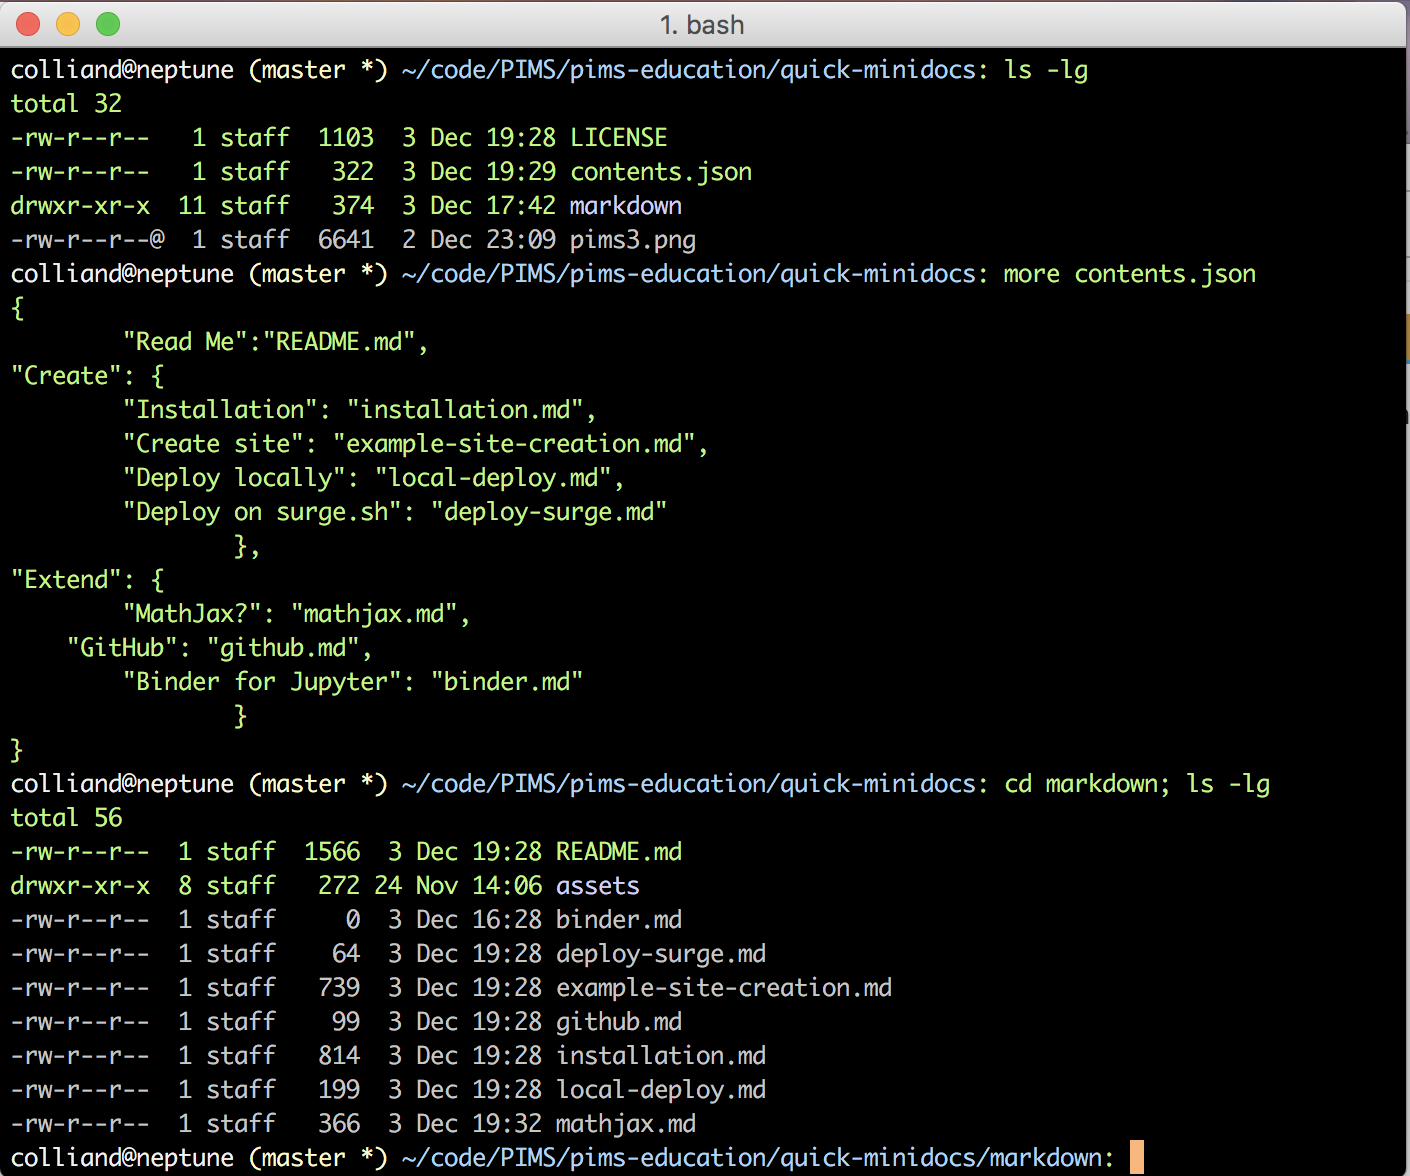 1. bash
colliand@neptune (master *) ~/code/PIMS/pims-education/quick-minidocs: ls -lg
total 32
-rw-r--r--   1 staff  1103  3 Dec 19:28 LICENSE
-rw-r--r--   1 staff   322  3 Dec 19:29 contents.json
drwxr-xr-x  11 staff   374  3 Dec 17:42 markdown
-rw-r--r--@  1 staff  6641  2 Dec 23:09 pims3.png
colliand@neptune (master *) ~/code/PIMS/pims-education/quick-minidocs: more contents.json
{
        "Read Me":"README.md",
"Create": {
        "Installation": "installation.md",
        "Create site": "example-site-creation.md",
        "Deploy locally": "local-deploy.md",
        "Deploy on surge.sh": "deploy-surge.md"
                },
"Extend": {
        "MathJax?": "mathjax.md",
    "GitHub": "github.md",
        "Binder for Jupyter": "binder.md"
                }
}
colliand@neptune (master *) ~/code/PIMS/pims-education/quick-minidocs: cd markdown; ls -lg
total 56
-rw-r--r--  1 staff  1566  3 Dec 19:28 README.md
drwxr-xr-x  8 staff   272 24 Nov 14:06 assets
-rw-r--r--  1 staff     0  3 Dec 16:28 binder.md
-rw-r--r--  1 staff    64  3 Dec 19:28 deploy-surge.md
-rw-r--r--  1 staff   739  3 Dec 19:28 example-site-creation.md
-rw-r--r--  1 staff    99  3 Dec 19:28 github.md
-rw-r--r--  1 staff   814  3 Dec 19:28 installation.md
-rw-r--r--  1 staff   199  3 Dec 19:28 local-deploy.md
-rw-r--r--  1 staff   366  3 Dec 19:32 mathjax.md
colliand@neptune (master *) ~/code/PIMS/pims-education/quick-minidocs/markdown: